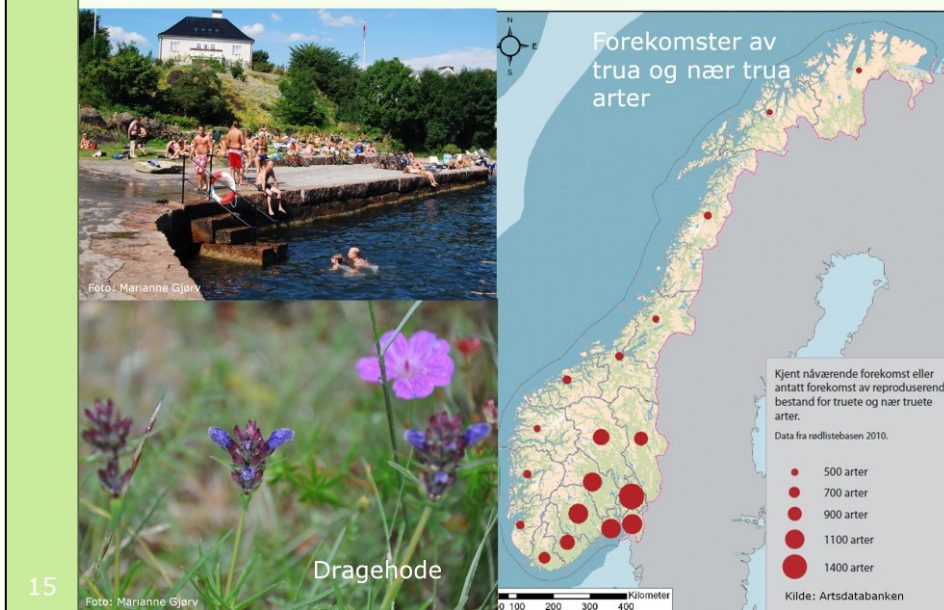 Foto: Marianne Gjørv
Dragehode
Foto: Marianne Gjørv
15
N
E
S
Forekomster av
trua og nær trua
arter
Kjent nåværende forekomst eller
antatt forekomst av reproduserend
bestand for truete og nær truete
arter.
Data fra rødlistebasen 2010.
500 arter
700 arter
900 arter
1100 arter
1400 arter
Kilde: Artsdatabanken
Kilometer
0 100 200 300 400